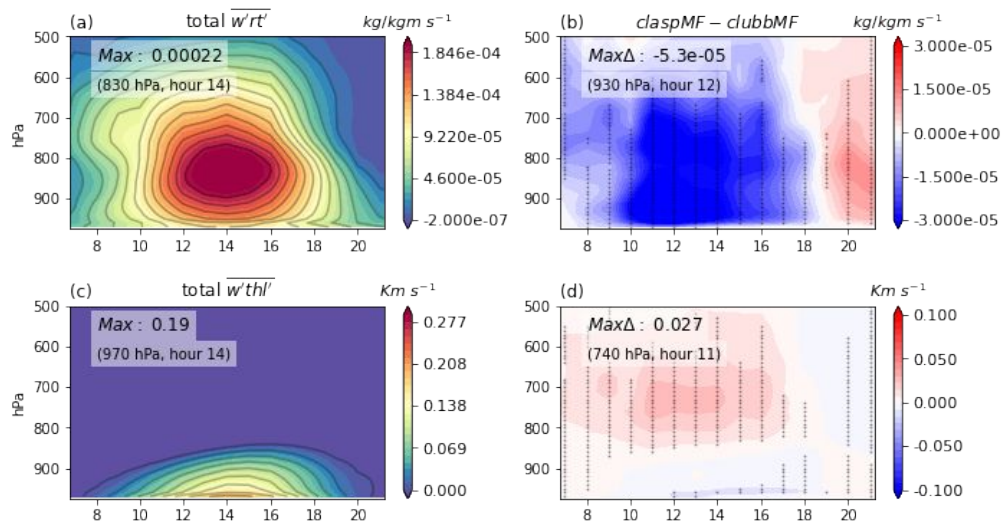 (a) total w'rt' kg/kgm s⁻¹
Max : 0.00022
(830 hPa, hour 14)
500
600
700
800
900
hPa
8 10 12 14 16 18 20
1.846e-04
1.384e-04
9.220e-05
4.600e-05
-2.000e-07
(b) claspMF − clubbMF kg/kgm s⁻¹
MaxΔ : -5.3e-05
(930 hPa, hour 12)
500
600
700
800
900
8 10 12 14 16 18 20
3.000e-05
1.500e-05
0.000e+00
-1.500e-05
-3.000e-05
(c) total w'thl' Km s⁻¹
Max : 0.19
(970 hPa, hour 14)
500
600
700
800
900
hPa
8 10 12 14 16 18 20
0.277
0.208
0.138
0.069
0.000
(d) Km s⁻¹
MaxΔ : 0.027
(740 hPa, hour 11)
500
600
700
800
900
8 10 12 14 16 18 20
0.100
0.050
0.000
-0.050
-0.100